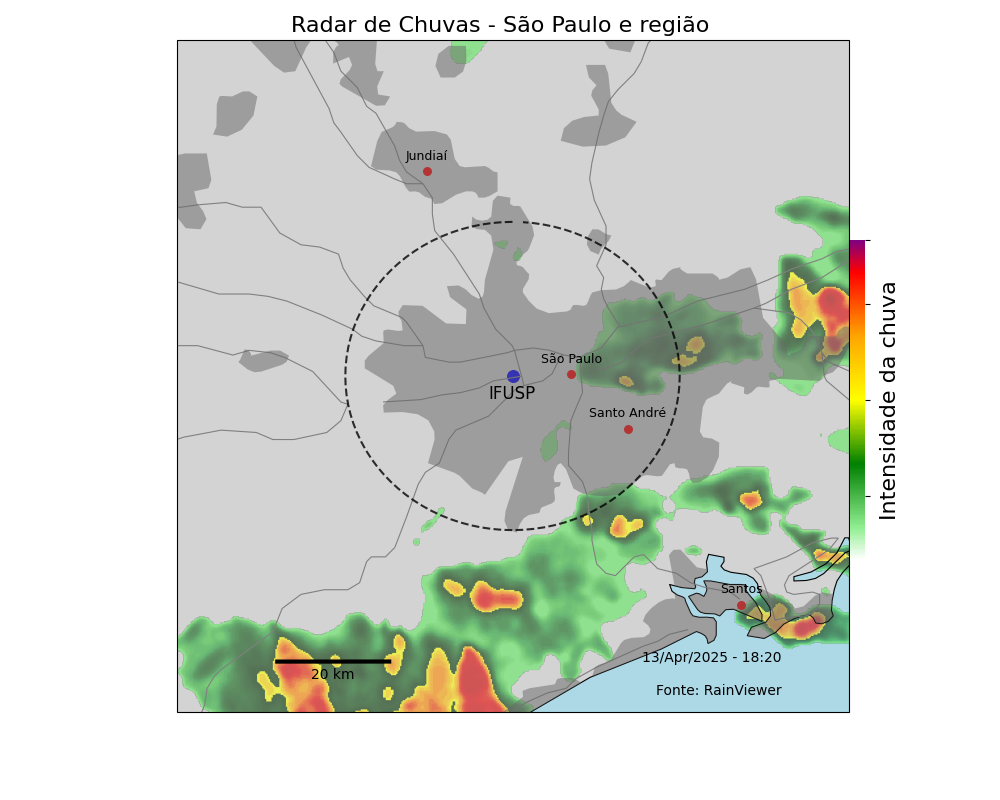 Radar de Chuvas - São Paulo e região
Jundiaí
São Paulo
IFUSP
Santo André
Intensidade da chuva
Santos
13/Apr/2025 - 18:20
20 km
Fonte: RainViewer